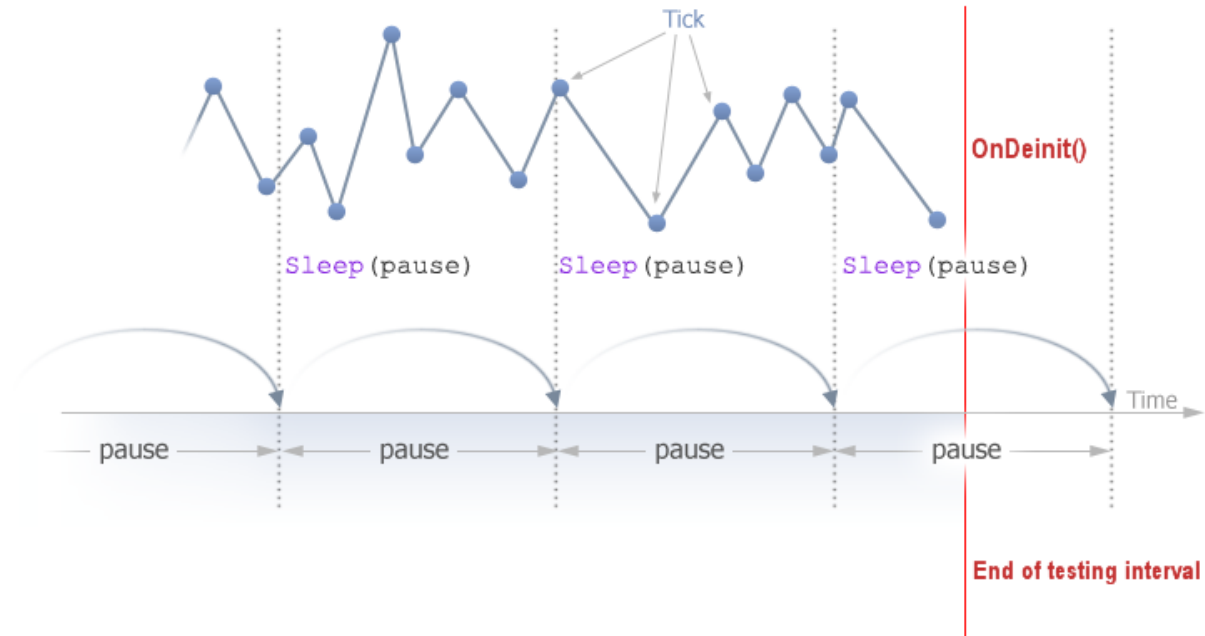 Tick
OnDeinit()
Sleep(pause)
Sleep(pause)
Sleep(pause)
Time
pause
pause
pause
pause
End of testing interval